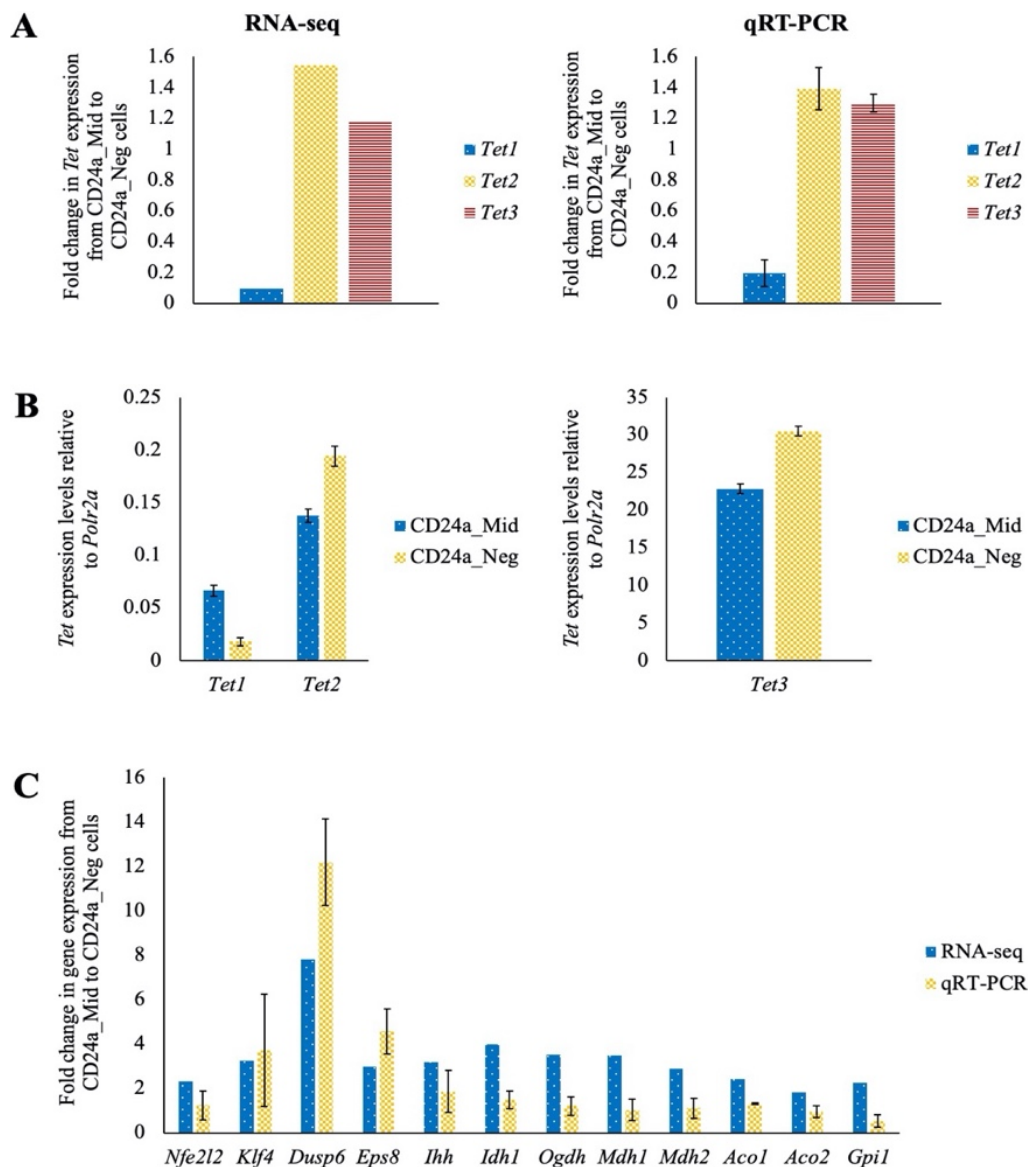 A
RNA-seq
Fold change in Tet expression
from CD24a_Mid to
CD24a_Neg cells
1.6
1.4
1.2
1
0.8
0.6
0.4
0.2
0
Tet1
Tet2
Tet3
qRT-PCR
Fold change in Tet expression
from CD24a_Mid to
CD24a_Neg cells
1.6
1.4
1.2
1
0.8
0.6
0.4
0.2
0
Tet1
Tet2
Tet3
B
Tet expression levels relative
to Polr2a
0.25
0.2
0.15
0.1
0.05
0
Tet1 Tet2
CD24a_Mid
CD24a_Neg
Tet expression levels relative
to Polr2a
35
30
25
20
15
10
5
0
Tet3
CD24a_Mid
CD24a_Neg
C
Fold change in gene expression from
CD24a_Mid to CD24a_Neg cells
16
14
12
10
8
6
4
2
0
Nfe2l2 Klf4 Dusp6 Eps8 Ihh Idh1 Ogdh Mdh1 Mdh2 Aco1 Aco2 Gpi1
RNA-seq
qRT-PCR